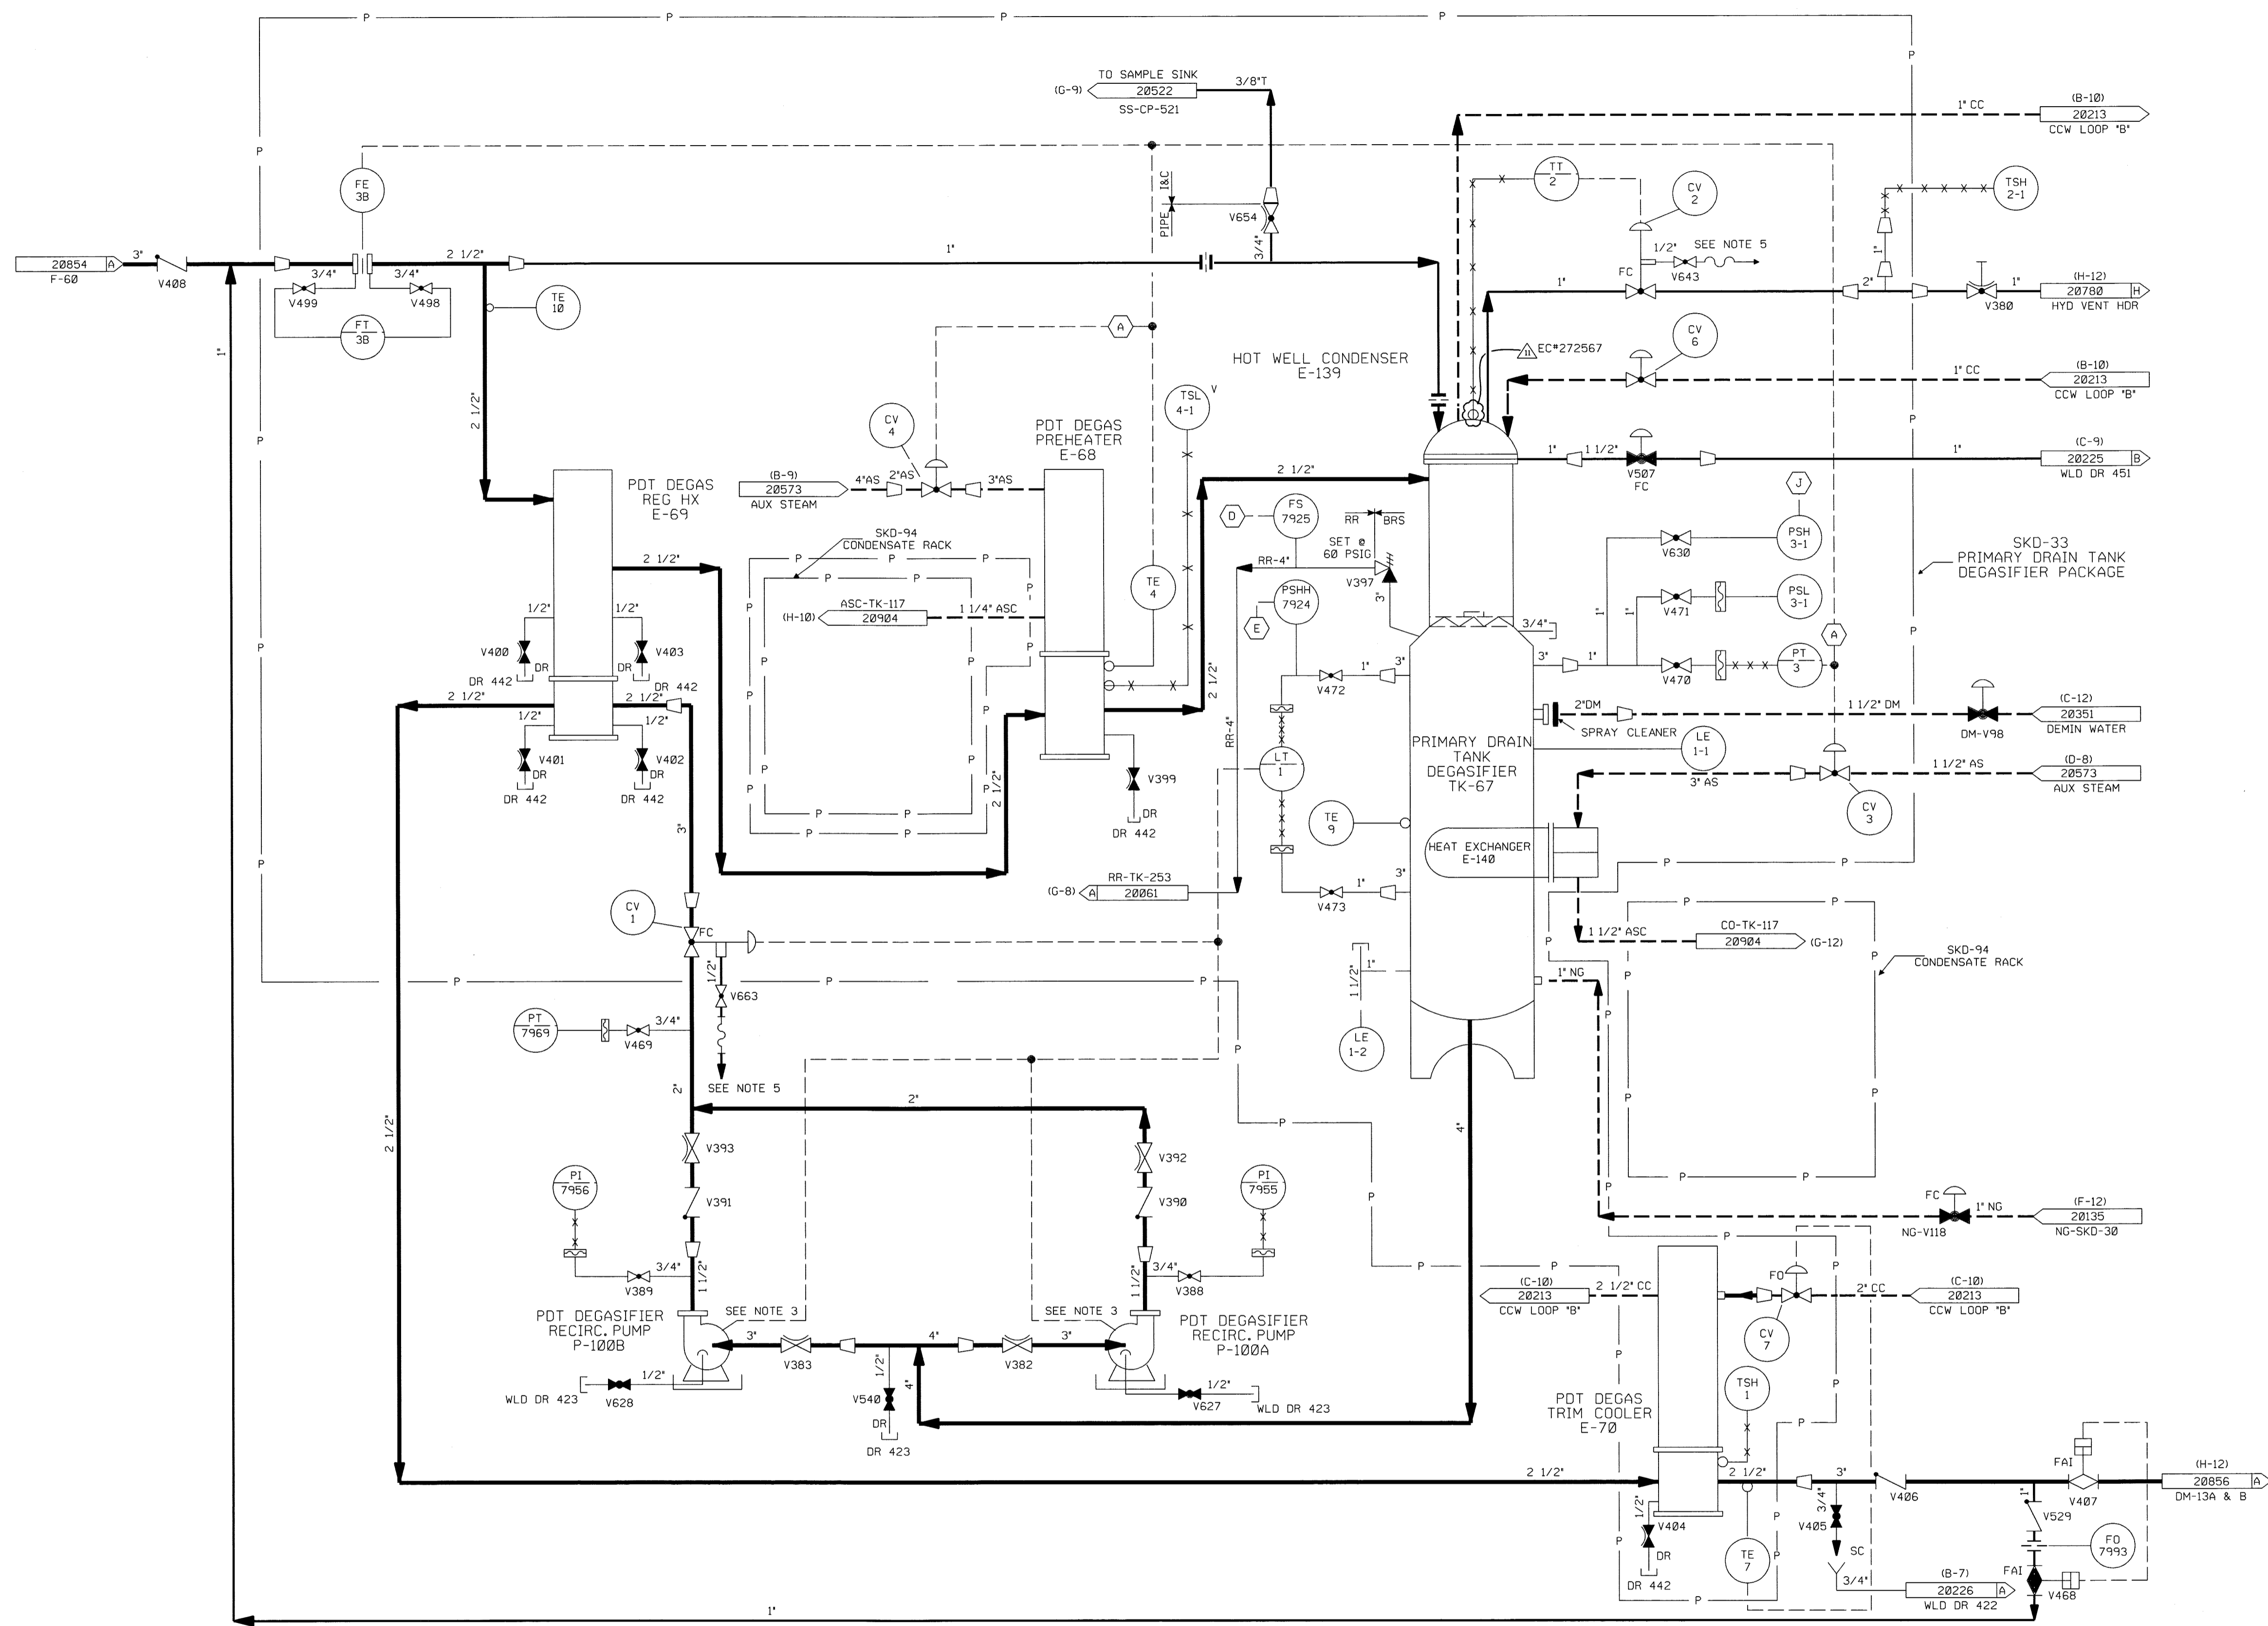 P P P P
TO SAMPLE SINK
(G-9) 20522 3/8"T
SS-CP-521
1" CC (B-10)
20213
CCW LOOP "B"
P
P
P
FE
3B
TT
2
CV
2
TSH
2-1
PIPE I&C
V654
3/4"
20854 A
F-60
3"
V408
3/4" 3/4"
V499 V498
FT
3B
2 1/2"
1"
TE
10
1/2" SEE NOTE 5
FC V643
1" 2" 1" 1"
V380
(H-12)
20780 H
HYD VENT HDR
1"
A
HOT WELL CONDENSER
E-139
11 EC#272567
CV
6
1" CC
(B-10)
20213
CCW LOOP "B"
2 1/2"
CV
4
TSL V
4-1
PDT DEGAS
PREHEATER
E-68
P
P
1" 1 1/2" 1"
V507
FC
(C-9)
20225 B
WLD DR 451
PDT DEGAS
REG HX
E-69
(B-9)
20573
AUX STEAM
4"AS 2"AS 3"AS
2 1/2"
D
FS
7925
RR BRS
SET @
60 PSIG
V397
3"
RR-4"
J
PSH
3-1
V630
SKD-33
PRIMARY DRAIN TANK
DEGASIFIER PACKAGE
SKD-94
CONDENSATE RACK
2 1/2"
P P P
P P
ASC-TK-117
(H-10) 20904 1 1/4" ASC
TE
4
PSHH
7924
E
V471
PSL
3-1
1" 1"
A
3/4"
1/2" 1/2"
V400 V403
DR DR
DR 442 DR 442
2 1/2" 2 1/2"
1/2" 1/2"
V401 V402
DR DR
DR 442 DR 442
3"
2 1/2"
2 1/2"
RR-4"
V472 1" 3"
3" 1"
V470
PT
3
2"DM 1 1/2" DM
SPRAY CLEANER
DM-V98
(C-12)
20351
DEMIN WATER
PRIMARY DRAIN
TANK
DEGASIFIER
TK-67
LE
1-1
LT
1
1 1/2" AS
3" AS
(D-8)
20573
AUX STEAM
CV
3
V399
DR
DR 442
P P
P P
TE
9
HEAT EXCHANGER
E-140
P P
RR-TK-253
(G-8) A 20061
V473 1" 3"
CV
1
FC
1/2"
V663
P P
1 1/2" ASC
CO-TK-117
20904 (G-12)
SKD-94
CONDENSATE RACK
P P P
1"
1 1/2"
LE
1-2
1" NG
PT
7969
V469 3/4"
SEE NOTE 5
2"
2"
2 1/2"
4"
P
P
P P
V393 V392
V391 V390
PI
7956
PI
7955
P P
P
FC
1" NG
NG-V118
(F-12)
20135
NG-SKD-30
3/4"
V389
1 1/2"
1 1/2" 3/4"
V388
P P
P
PDT DEGASIFIER
RECIRC. PUMP
P-100B
SEE NOTE 3
SEE NOTE 3
PDT DEGASIFIER
RECIRC. PUMP
P-100A
(C-10)
20213
CCW LOOP "B"
2 1/2" CC
FO
2" CC
(C-10)
20213
CCW LOOP "B"
CV
7
3" 4" 3"
V383 V382
1/2" 4"
1/2"
WLD DR 423 V628
V540
DR
DR 423
1/2"
V627 WLD DR 423
TSH
1
PDT DEGAS
TRIM COOLER
E-70
P
P
P
2 1/2" 2 1/2" 3"
3/4"
V405
V406
FAI
V407
(H-12)
20856 A
DM-13A & B
1"
V529
FO
7993
1/2"
V404
DR
DR 442
TE
7
P
SC
3/4"
(B-7)
20226 A
WLD DR 422
FAI
V468
P
P
1"